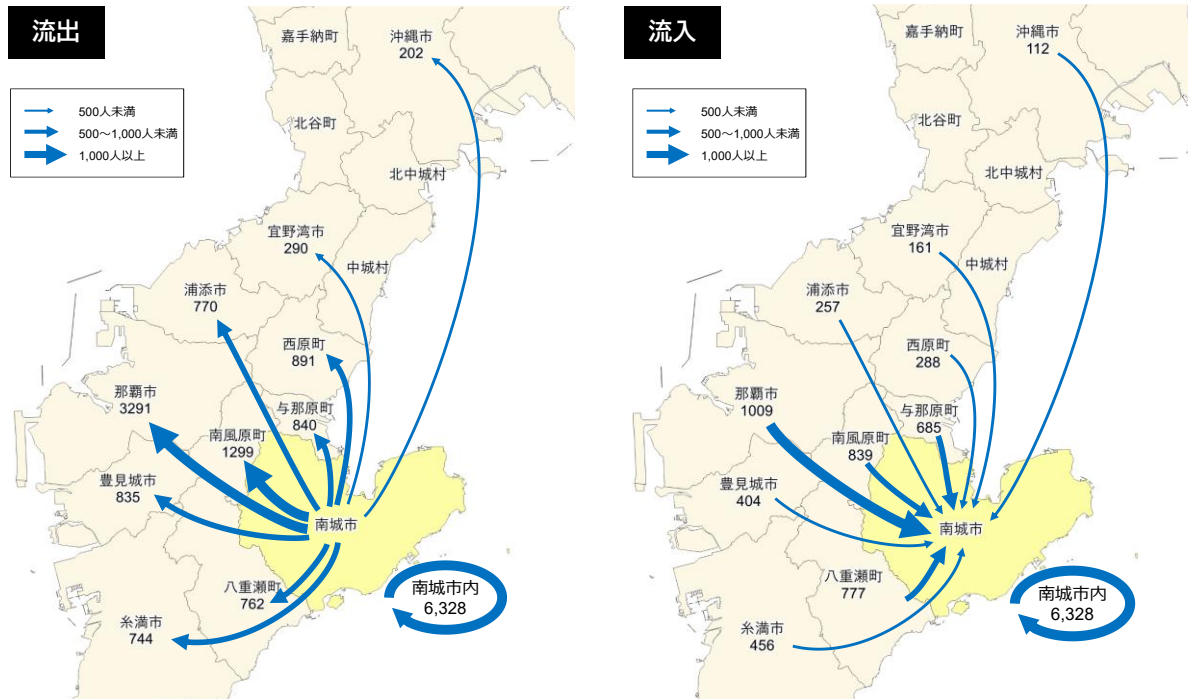 流出
500人未満
500～1,000人未満
1,000人以上
嘉手納町
沖縄市
202
北谷町
北中城村
宜野湾市
290
中城村
浦添市
770
西原町
891
那覇市
3291
与那原町
840
南風原町
1299
豊見城市
835
南城市
八重瀬町
762
糸満市
744
南城市内
6,328
流入
500人未満
500～1,000人未満
1,000人以上
嘉手納町
沖縄市
112
北谷町
北中城村
宜野湾市
161
中城村
浦添市
257
西原町
288
那覇市
1009
与那原町
685
南風原町
839
豊見城市
404
南城市
八重瀬町
777
糸満市
456
南城市内
6,328